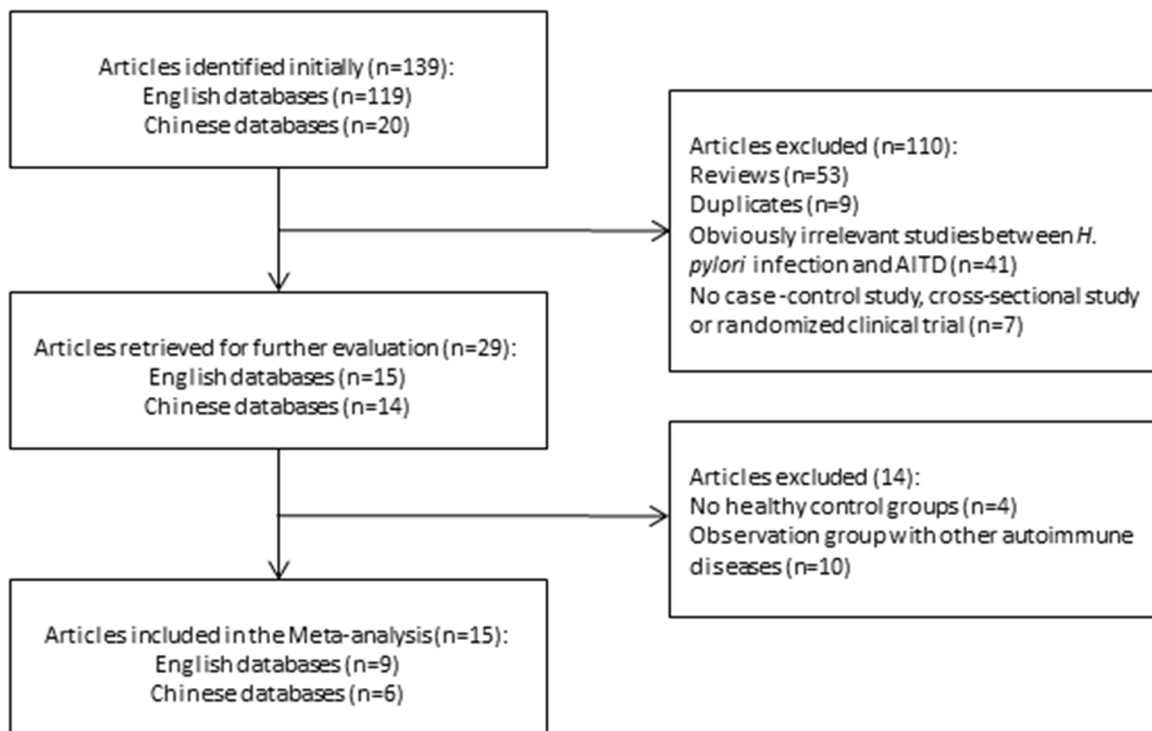 Articles identified initially (n=139):
English databases (n=119)
Chinese databases (n=20)
Articles excluded (n=110):
Reviews (n=53)
Duplicates (n=9)
Obviously irrelevant studies between H.
pylori infection and AITD (n=41)
No case -control study, cross-sectional study
or randomized clinical trial (n=7)
Articles retrieved for further evaluation (n=29):
English databases (n=15)
Chinese databases (n=14)
Articles excluded (14):
No healthy control groups (n=4)
Observation group with other autoimmune
diseases (n=10)
Articles included in the Meta-analysis (n=15):
English databases (n=9)
Chinese databases (n=6)